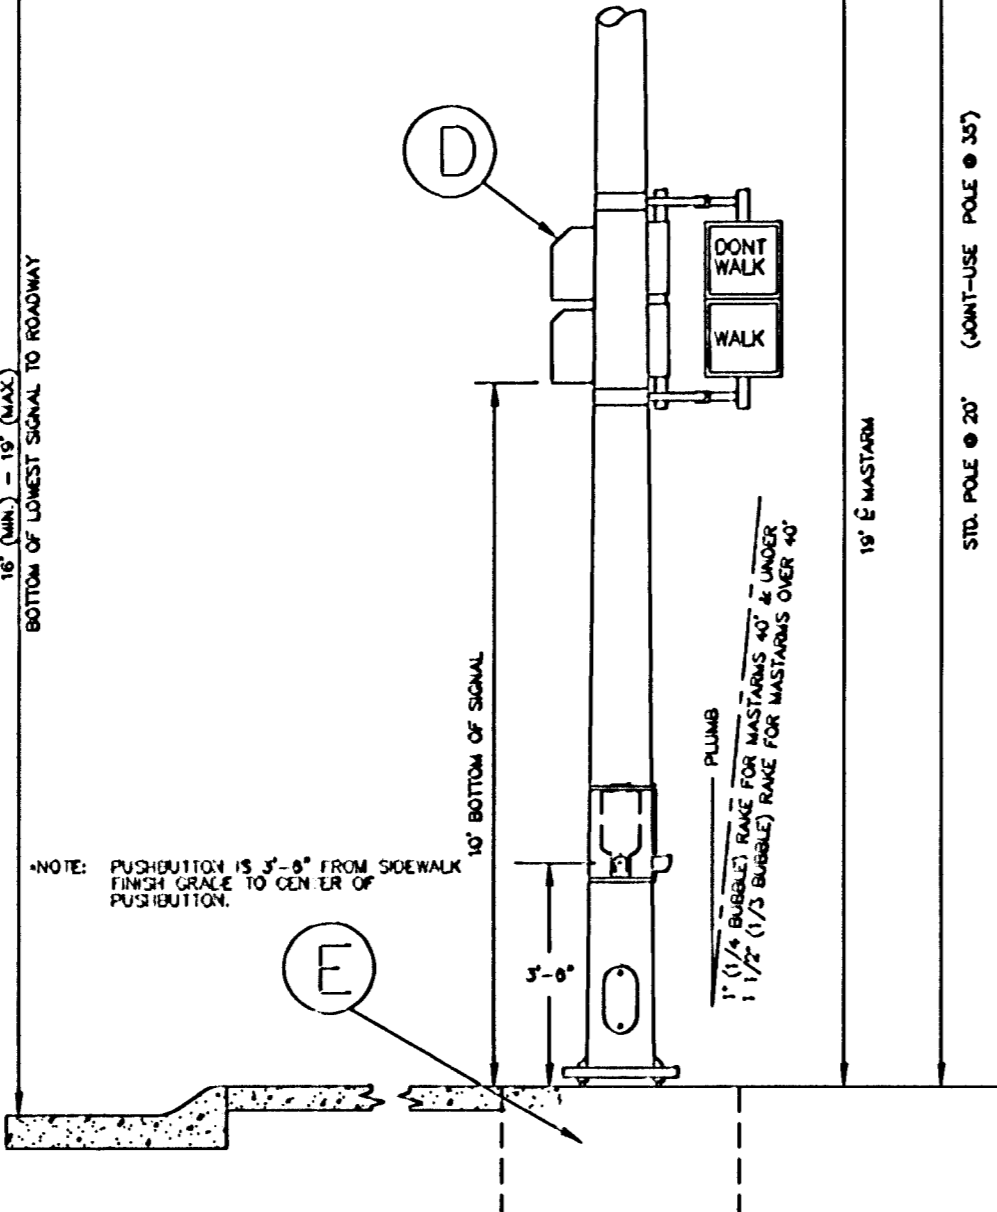 D
DONT
WALK
WALK
16' (MIN.) - 19' (MAX.)
BOTTOM OF LOWEST SIGNAL TO ROADWAY
10' BOTTOM OF SIGNAL
PLUMB
1" (1/4 BUBBLE) RAKE FOR MASTARMS 40' & UNDER
1 1/2" (1/3 BUBBLE) RAKE FOR MASTARMS OVER 40'
19' ⅊ MASTARM
STD. POLE @ 20' (JOINT-USE POLE @ 35')
*NOTE: PUSHBUTTON IS 3'-6" FROM SIDEWALK
FINISH GRADE TO CENTER OF
PUSHBUTTON.
3'-6"
E